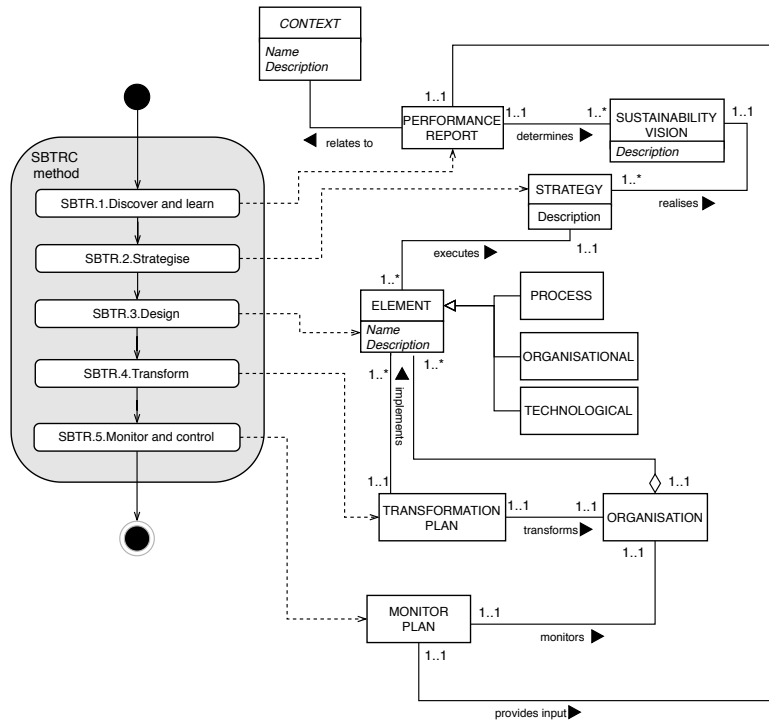 CONTEXT
Name
Description
1..1
1..1
1..*
1..1
PERFORMANCE
REPORT
SUSTAINABILITY
VISION
Description
relates to
determines
SBTRC
method
SBTR.1.Discover and learn
STRATEGY
Description
1..*
realises
1..1
SBTR.2.Strategise
executes
1..*
ELEMENT
Name
Description
PROCESS
SBTR.3.Design
ORGANISATIONAL
1..*
1..*
SBTR.4.Transform
implements
TECHNOLOGICAL
SBTR.5.Monitor and control
1..1
1..1
TRANSFORMATION
PLAN
1..1
1..1
transforms
ORGANISATION
1..1
MONITOR
PLAN
1..1
monitors
1..1
provides input